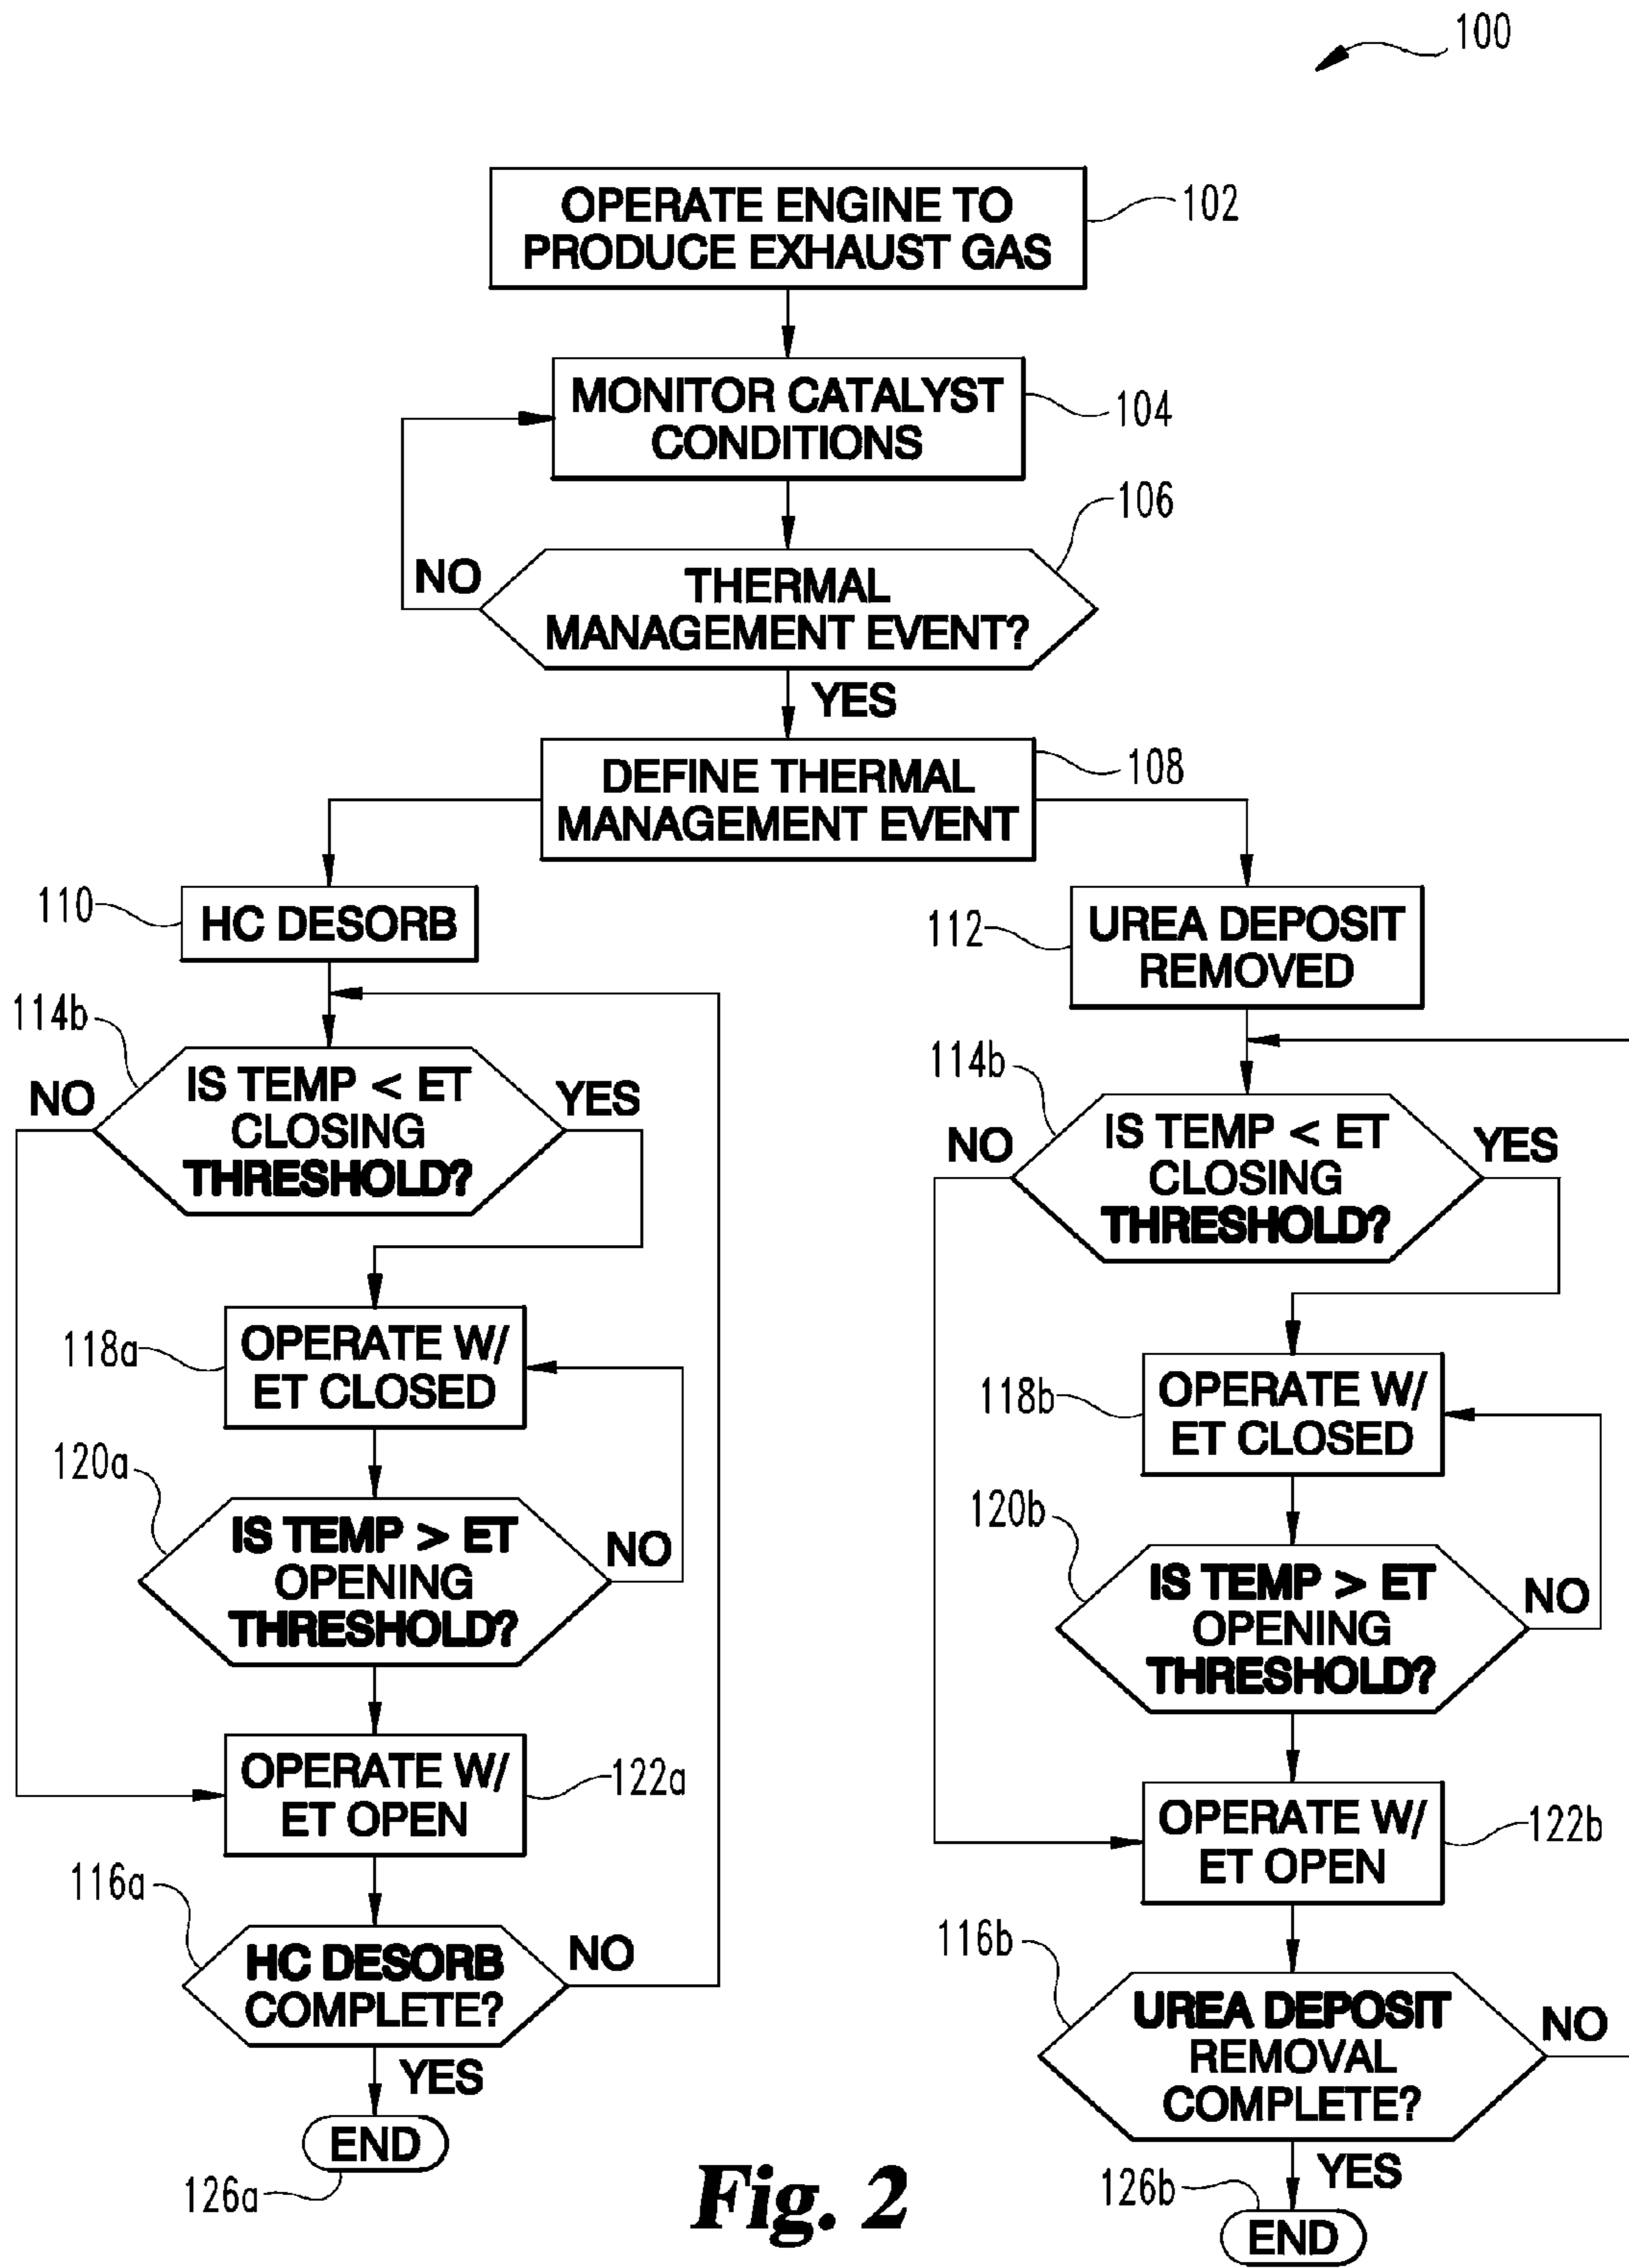 100
OPERATE ENGINE TO
PRODUCE EXHAUST GAS
102
MONITOR CATALYST
CONDITIONS
104
106
NO
THERMAL
MANAGEMENT EVENT?
YES
DEFINE THERMAL
MANAGEMENT EVENT
108
110
HC DESORB
114b
NO
IS TEMP < ET
CLOSING
THRESHOLD?
YES
118a
OPERATE W/
ET CLOSED
120a
IS TEMP > ET
OPENING
THRESHOLD?
NO
OPERATE W/
ET OPEN
122a
116a
HC DESORB
COMPLETE?
NO
YES
END
126a
112
UREA DEPOSIT
REMOVED
114b
NO
IS TEMP < ET
CLOSING
THRESHOLD?
YES
118b
OPERATE W/
ET CLOSED
120b
IS TEMP > ET
OPENING
THRESHOLD?
NO
OPERATE W/
ET OPEN
122b
116b
UREA DEPOSIT
REMOVAL
COMPLETE?
NO
YES
126b
END
Fig. 2